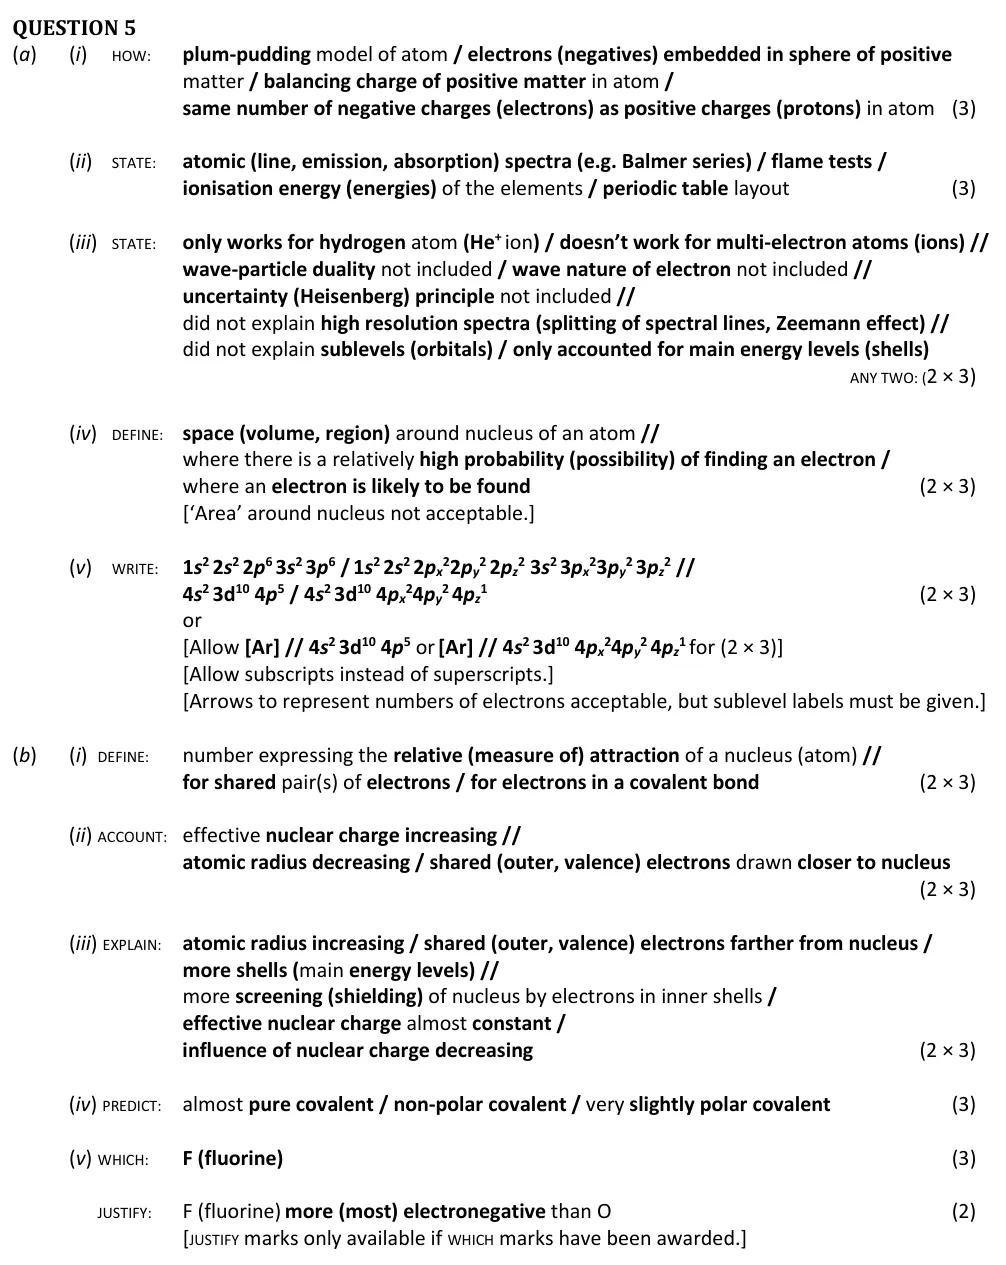 QUESTION 5
(a) (i) HOW: plum-pudding model of atom / electrons (negatives) embedded in sphere of positive
matter / balancing charge of positive matter in atom /
same number of negative charges (electrons) as positive charges (protons) in atom (3)
(ii) STATE: atomic (line, emission, absorption) spectra (e.g. Balmer series) / flame tests /
ionisation energy (energies) of the elements / periodic table layout (3)
(iii) STATE: only works for hydrogen atom (He⁺ ion) / doesn’t work for multi-electron atoms (ions) //
wave-particle duality not included / wave nature of electron not included //
uncertainty (Heisenberg) principle not included //
did not explain high resolution spectra (splitting of spectral lines, Zeemann effect) //
did not explain sublevels (orbitals) / only accounted for main energy levels (shells)
ANY TWO: (2 × 3)
(iv) DEFINE: space (volume, region) around nucleus of an atom //
where there is a relatively high probability (possibility) of finding an electron /
where an electron is likely to be found (2 × 3)
[‘Area’ around nucleus not acceptable.]
(v) WRITE: 1s² 2s² 2p⁶ 3s² 3p⁶ / 1s² 2s² 2pₓ² 2p_y² 2p_z² 3s² 3pₓ² 3p_y² 3p_z² //
4s² 3d¹⁰ 4p⁵ / 4s² 3d¹⁰ 4pₓ² 4p_y² 4p_z¹ (2 × 3)
or
[Allow [Ar] // 4s² 3d¹⁰ 4p⁵ or [Ar] // 4s² 3d¹⁰ 4pₓ² 4p_y² 4p_z¹ for (2 × 3)]
[Allow subscripts instead of superscripts.]
[Arrows to represent numbers of electrons acceptable, but sublevel labels must be given.]
(b) (i) DEFINE: number expressing the relative (measure of) attraction of a nucleus (atom) //
for shared pair(s) of electrons / for electrons in a covalent bond (2 × 3)
(ii) ACCOUNT: effective nuclear charge increasing //
atomic radius decreasing / shared (outer, valence) electrons drawn closer to nucleus
(2 × 3)
(iii) EXPLAIN: atomic radius increasing / shared (outer, valence) electrons farther from nucleus /
more shells (main energy levels) //
more screening (shielding) of nucleus by electrons in inner shells /
effective nuclear charge almost constant /
influence of nuclear charge decreasing (2 × 3)
(iv) PREDICT: almost pure covalent / non-polar covalent / very slightly polar covalent (3)
(v) WHICH: F (fluorine) (3)
JUSTIFY: F (fluorine) more (most) electronegative than O (2)
[JUSTIFY marks only available if WHICH marks have been awarded.]